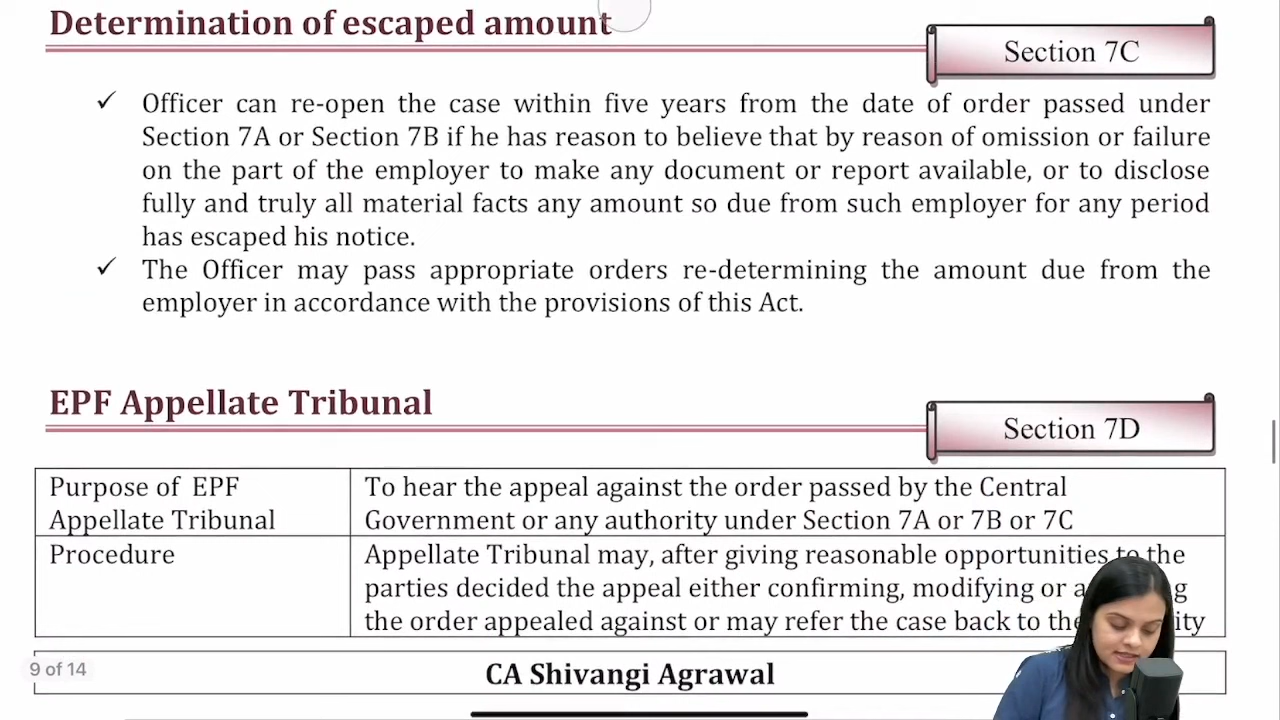 Determination of escaped amount
Section 7C
✓ Officer can re-open the case within five years from the date of order passed under
Section 7A or Section 7B if he has reason to believe that by reason of omission or failure
on the part of the employer to make any document or report available, or to disclose
fully and truly all material facts any amount so due from such employer for any period
has escaped his notice.
✓ The Officer may pass appropriate orders re-determining the amount due from the
employer in accordance with the provisions of this Act.
EPF Appellate Tribunal
Section 7D
Purpose of EPF
Appellate Tribunal
To hear the appeal against the order passed by the Central
Government or any authority under Section 7A or 7B or 7C
Procedure
Appellate Tribunal may, after giving reasonable opportunities to the
parties decided the appeal either confirming, modifying or
the order appealed against or may refer the case back to
9 of 14
CA Shivangi Agrawal